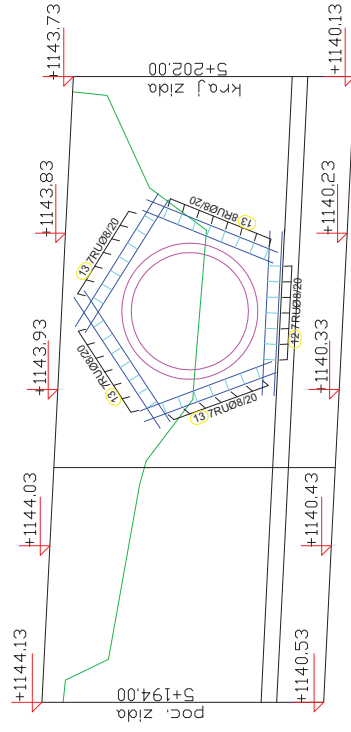 +1143.73
+1140.13
kraj zida
5+202.00
+1143.83
+1140.23
13 8RUØ8/20
13 7RUØ8/20
12 7RUØ8/20
13 7RUØ8/20
13 7RUØ8/20
+1143.93
+1140.33
+1144.03
+1140.43
+1144.13
+1140.53
poc. zida
5+194.00